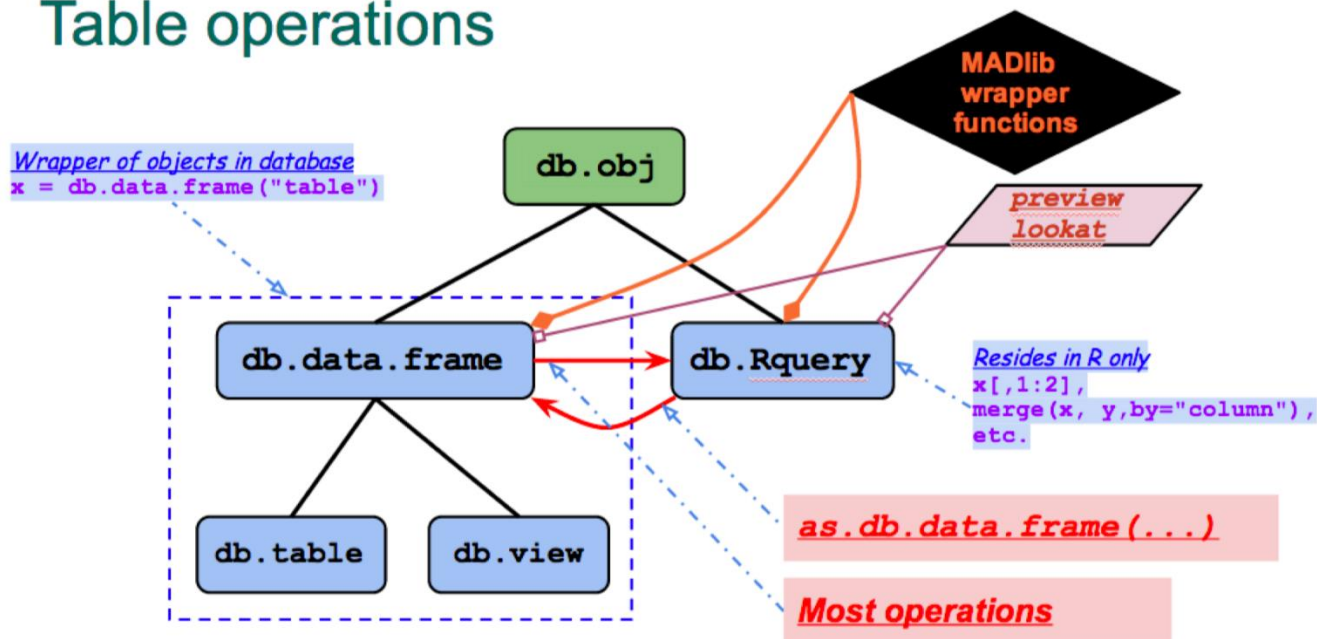 Table operations
MADlib
wrapper
functions
Wrapper of objects in database
x = db.data.frame("table")
db.obj
preview
lookat
db.data.frame
db.Rquery
Resides in R only
x[,1:2],
merge(x, y,by="column"),
etc.
db.table
db.view
as.db.data.frame(...)
Most operations